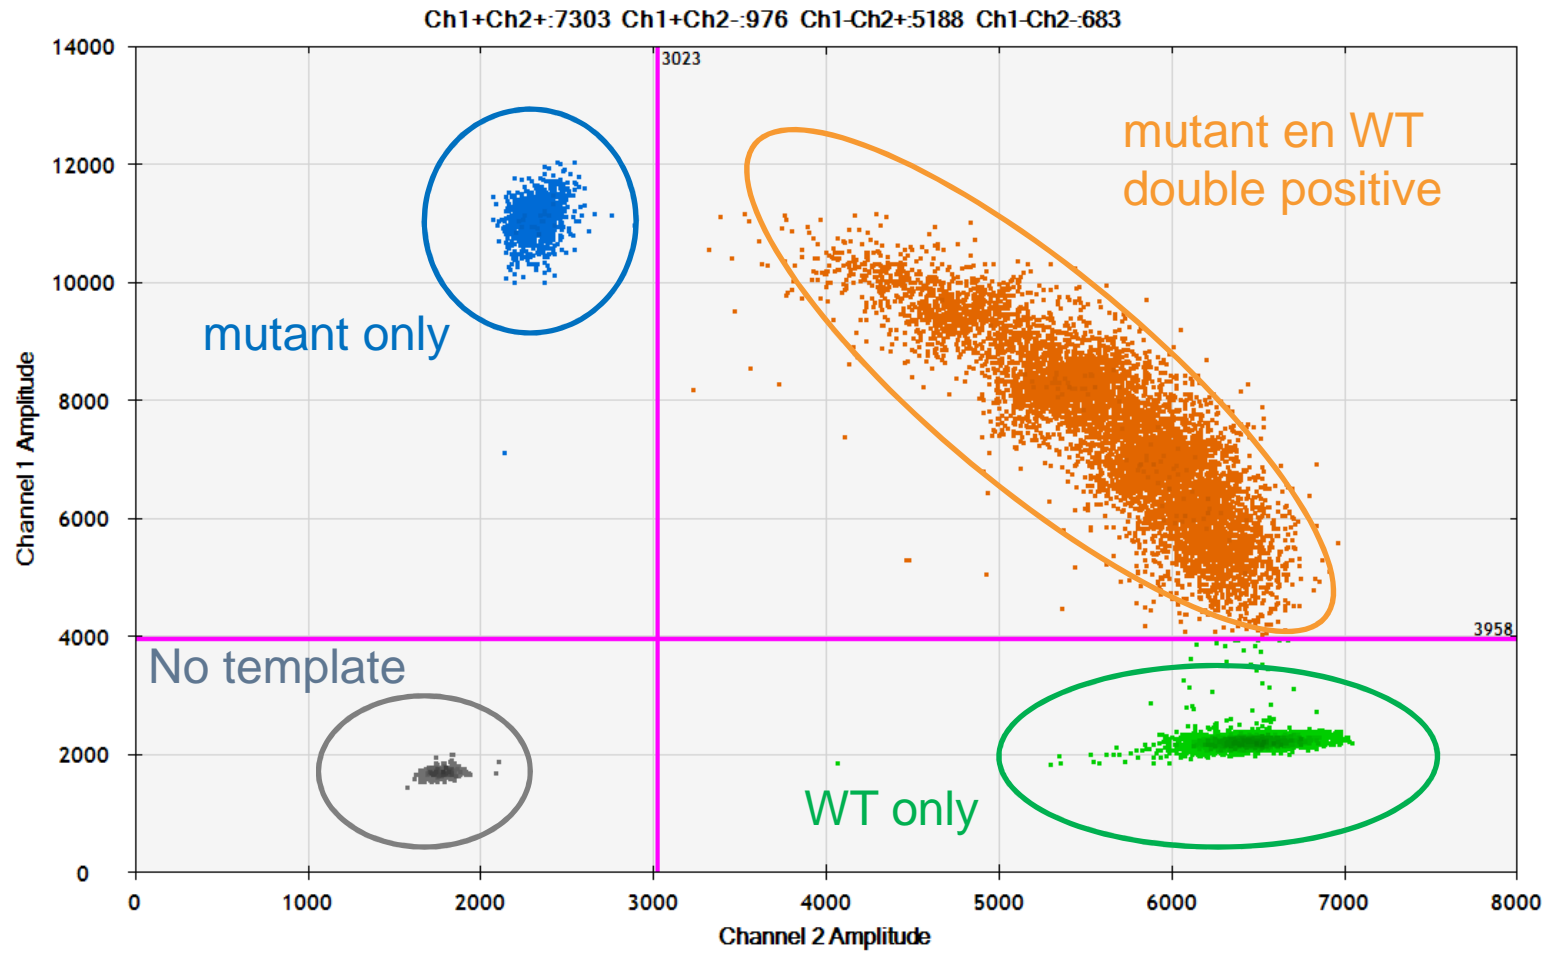 Ch1+Ch2+:7303 Ch1+Ch2-:976 Ch1-Ch2+:5188 Ch1-Ch2-:683
14000
3023
mutant en WT
double positive
12000
10000
mutant only
8000
6000
4000
3958
No template
2000
WT only
0
0 1000 2000 3000 4000 5000 6000 7000 8000
Channel 1 Amplitude
Channel 2 Amplitude